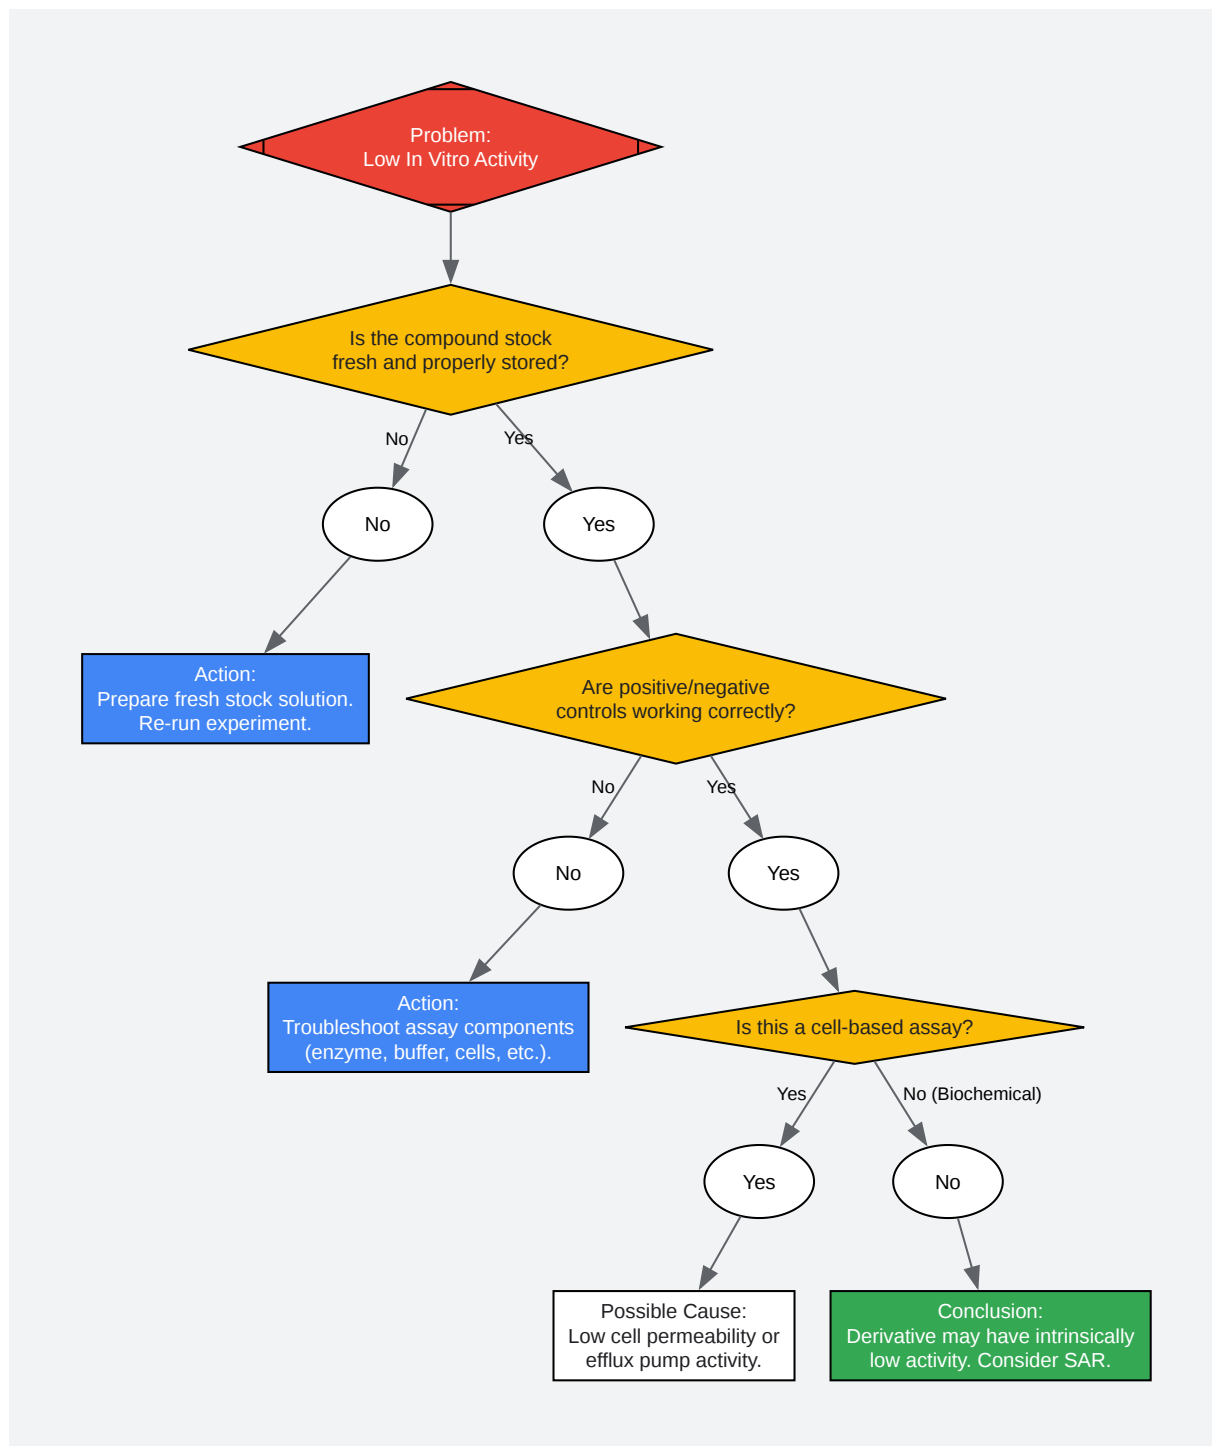 Problem:
Low In Vitro Activity
Is the compound stock
fresh and properly stored?
No
Yes
No
Yes
Action:
Prepare fresh stock solution.
Re-run experiment.
Are positive/negative
controls working correctly?
No
Yes
No
Yes
Action:
Troubleshoot assay components
(enzyme, buffer, cells, etc.).
Is this a cell-based assay?
Yes
No (Biochemical)
Yes
No
Possible Cause:
Low cell permeability or
efflux pump activity.
Conclusion:
Derivative may have intrinsically
low activity. Consider SAR.